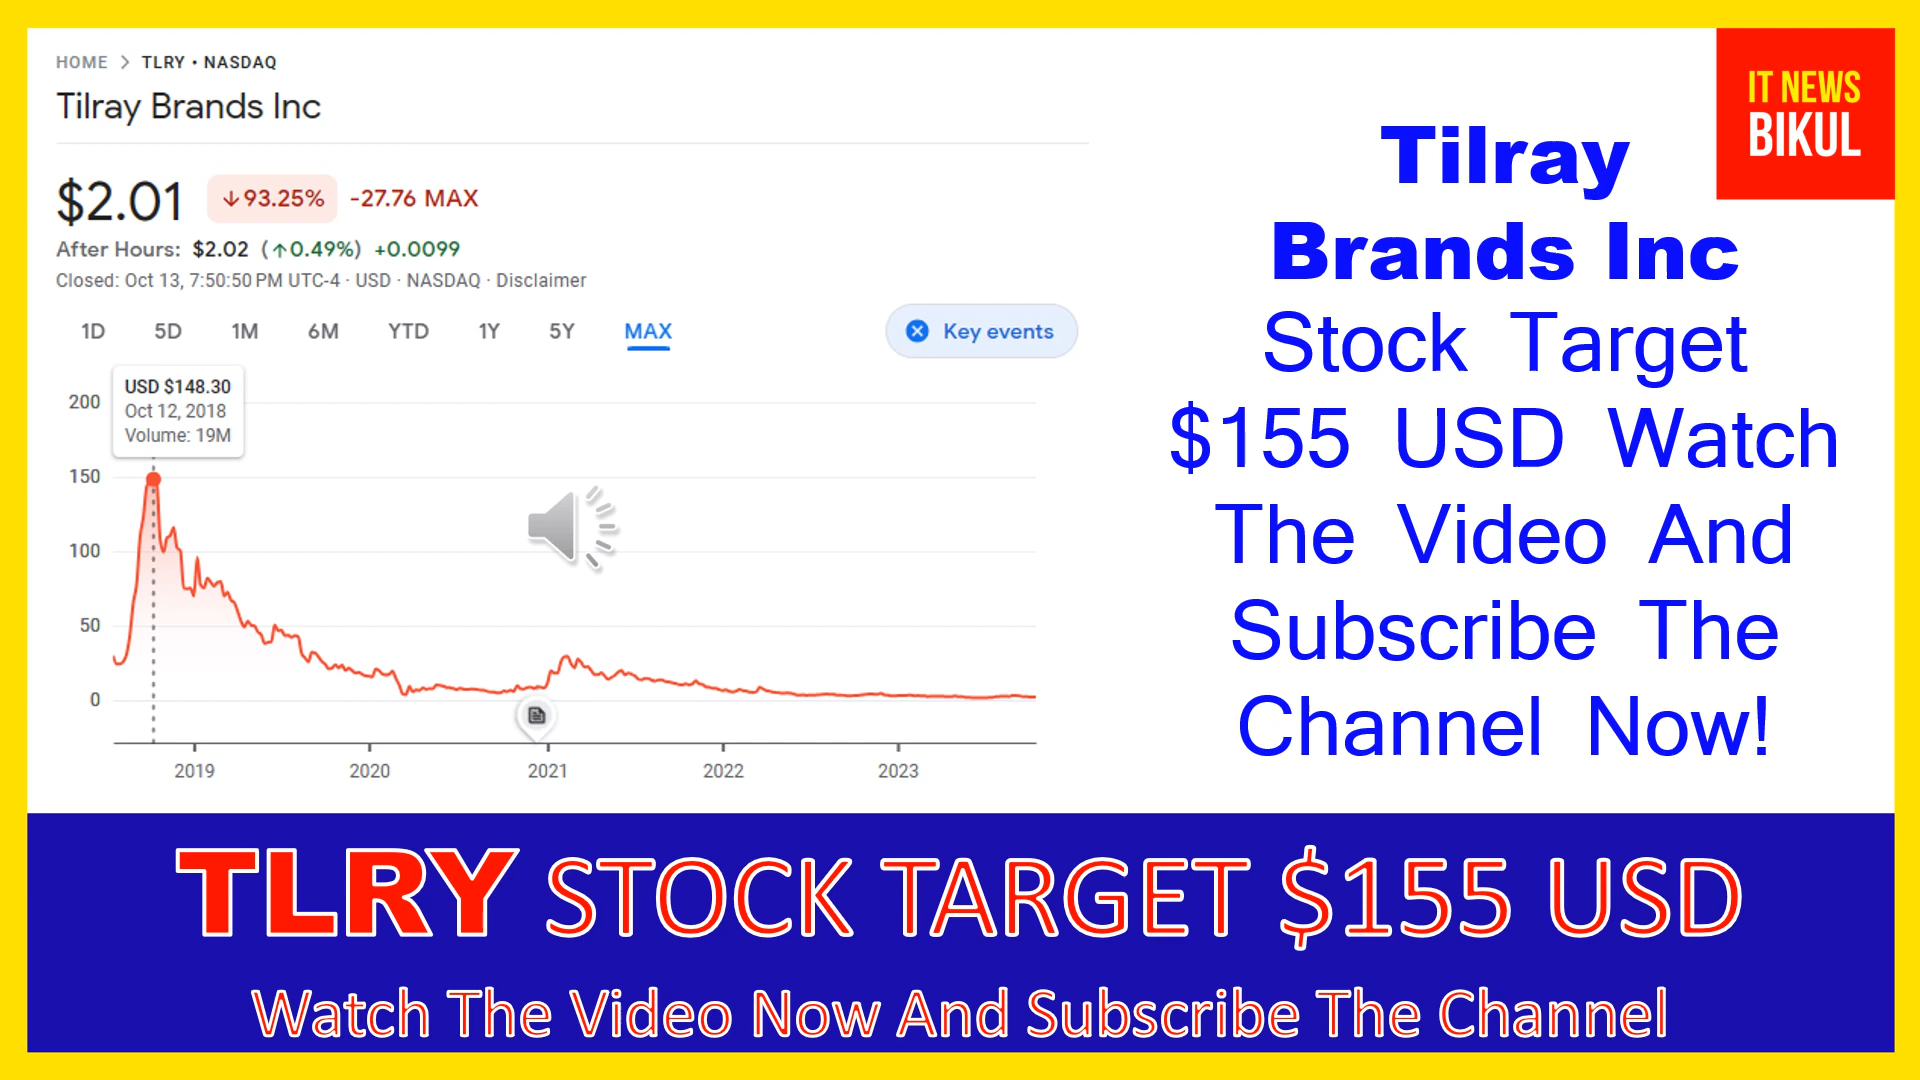 HOME > TLRY • NASDAQ
Tilray Brands Inc
$2.01 ↓93.25% -27.76 MAX
After Hours: $2.02 (↑0.49%) +0.0099
Closed: Oct 13, 7:50:50 PM UTC-4 · USD · NASDAQ · Disclaimer
1D 5D 1M 6M YTD 1Y 5Y MAX
Key events
USD $148.30
Oct 12, 2018
Volume: 19M
200
150
100
50
0
2019 2020 2021 2022 2023
IT NEWS
BIKUL
Tilray
Brands Inc
Stock Target
$155 USD Watch
The Video And
Subscribe The
Channel Now!
TLRY STOCK TARGET $155 USD
Watch The Video Now And Subscribe The Channel